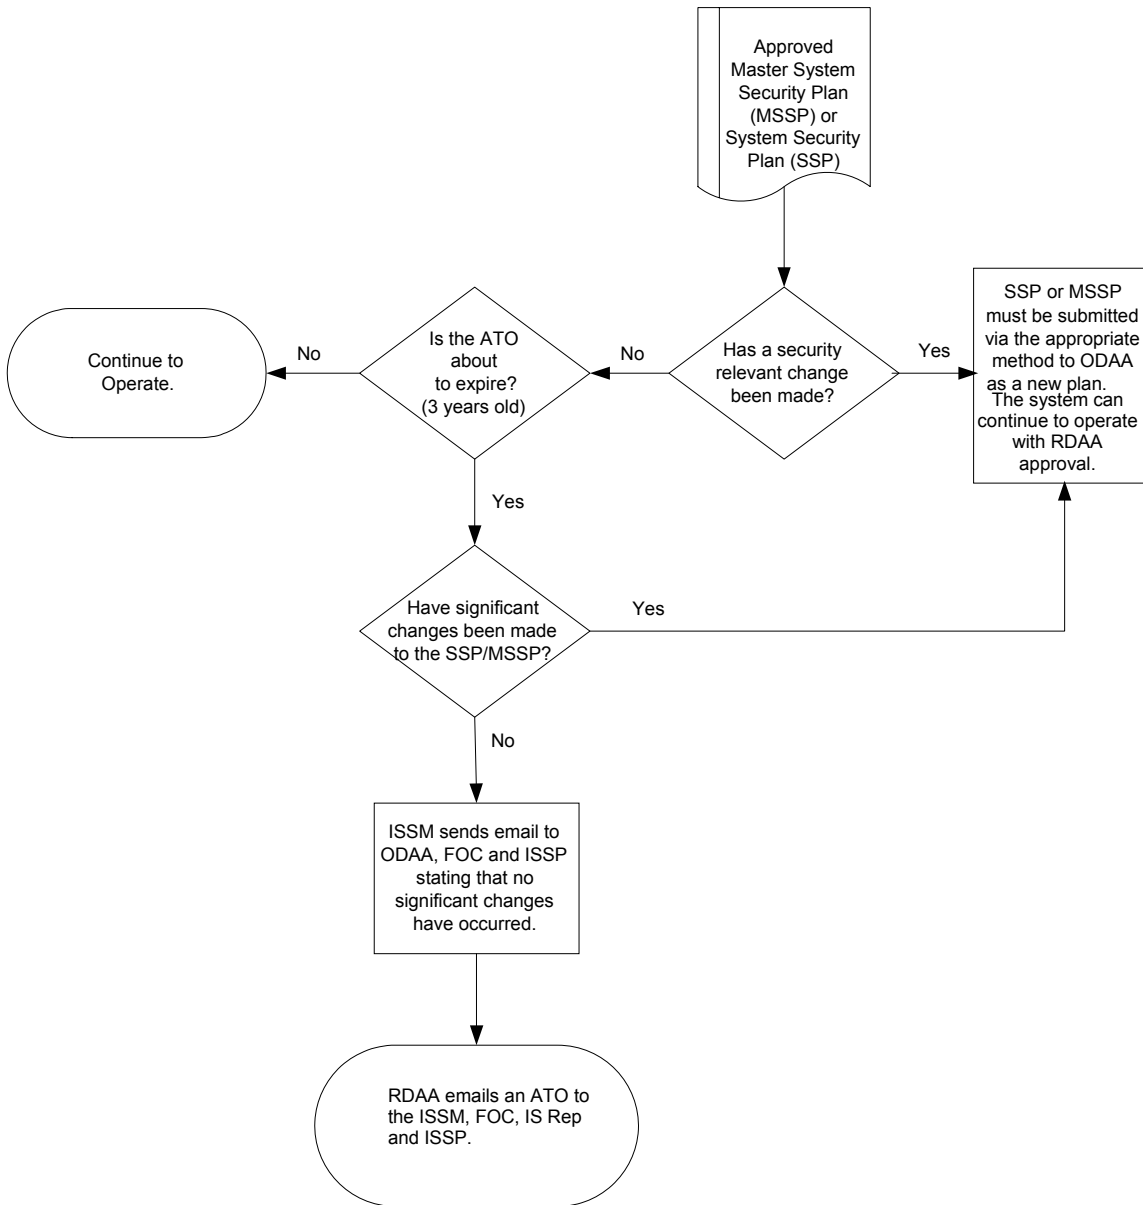 Approved
Master System
Security Plan
(MSSP) or
System Security
Plan (SSP)
Continue to
Operate.
No
Is the ATO
about
to expire?
(3 years old)
No
Has a security
relevant change
been made?
Yes
SSP or MSSP
must be submitted
via the appropriate
method to ODAA
as a new plan.
The system can
continue to operate
with RDAA
approval.
Yes
Have significant
changes been made
to the SSP/MSSP?
Yes
No
ISSM sends email to
ODAA, FOC and ISSP
stating that no
significant changes
have occurred.
RDAA emails an ATO to
the ISSM, FOC, IS Rep
and ISSP.